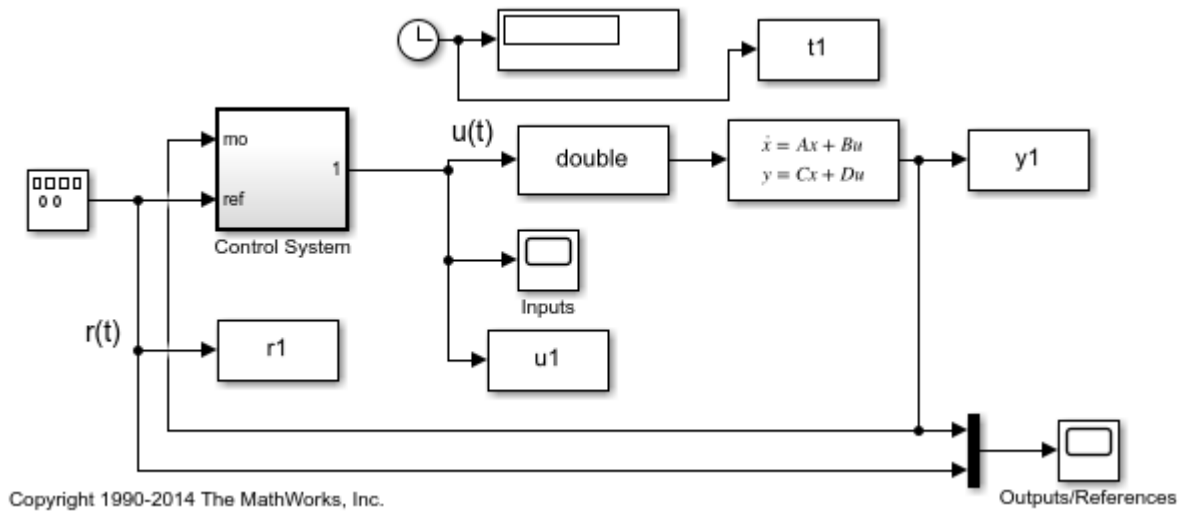 t1
mo
ref
1
Control System
u(t)
double
ẋ = Ax + Bu
y = Cx + Du
y1
Inputs
r(t)
r1
u1
Outputs/References
Copyright 1990-2014 The MathWorks, Inc.